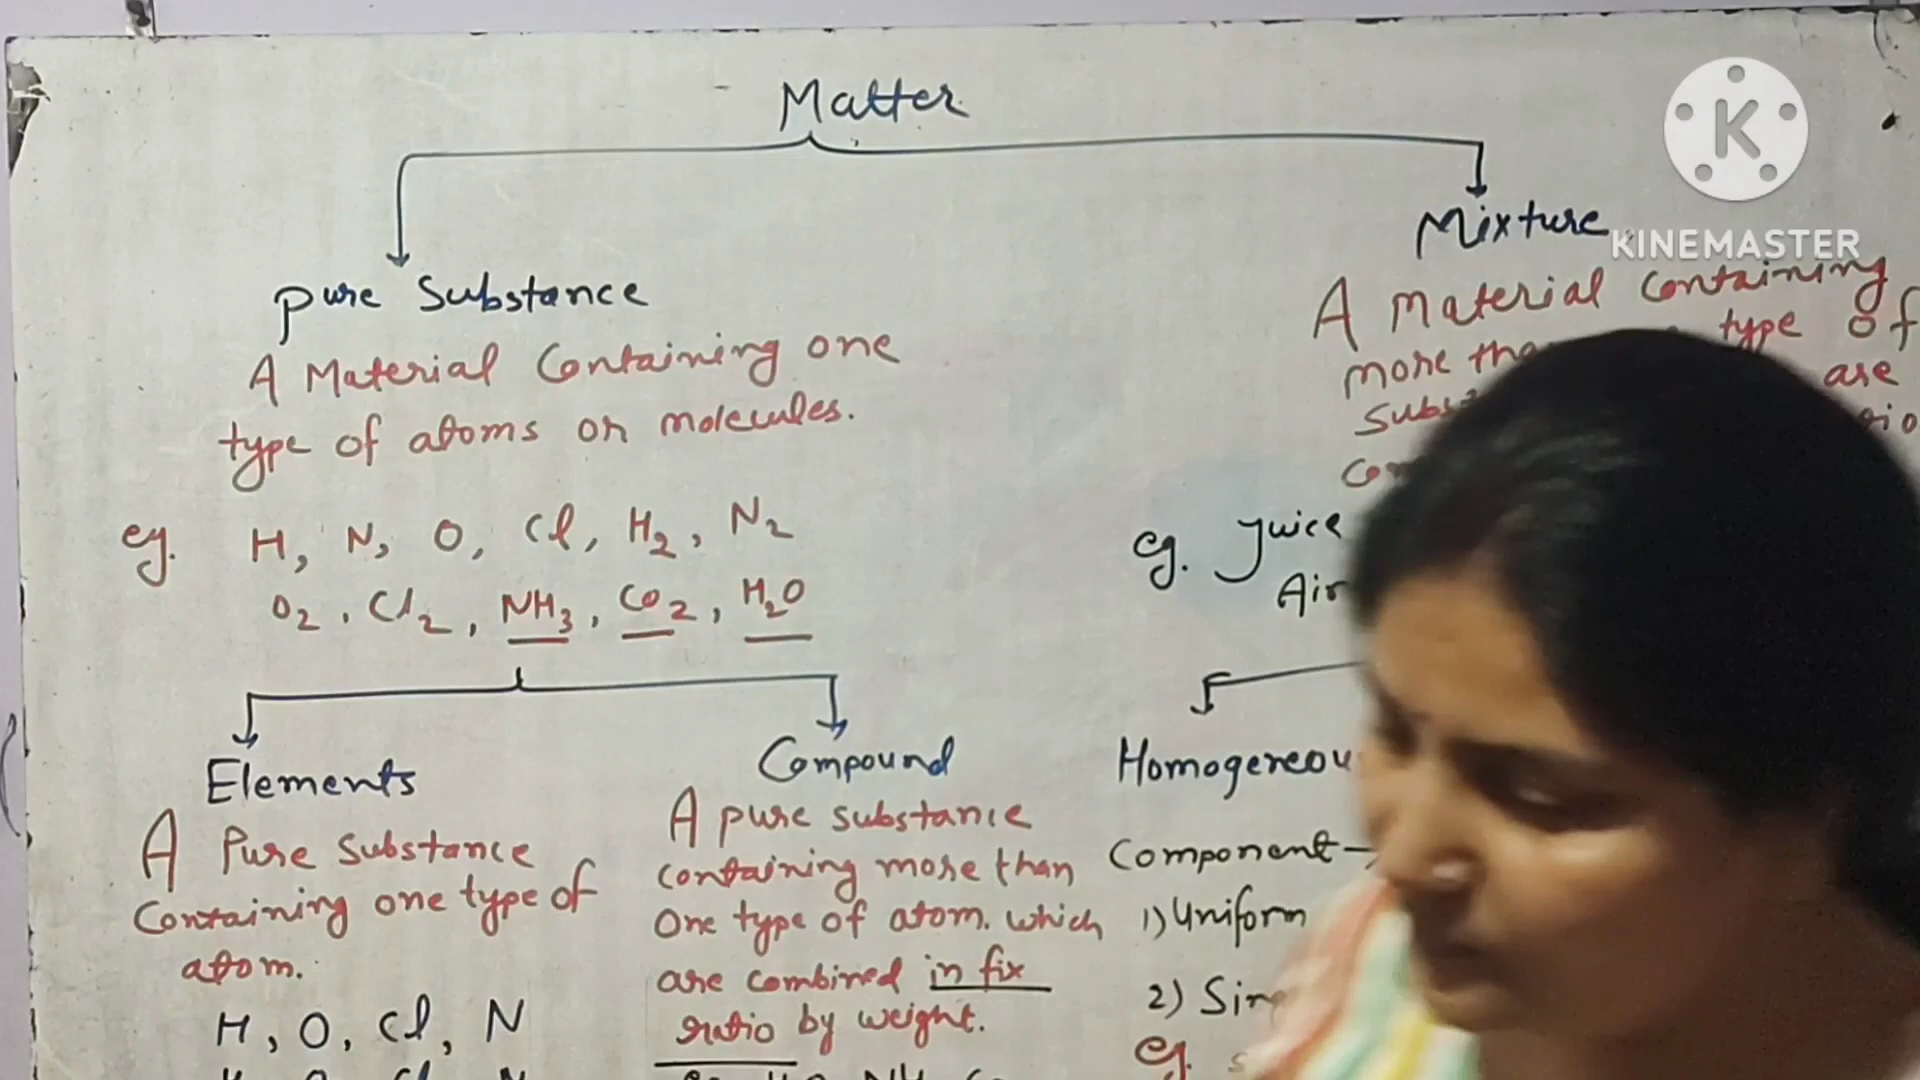 Matter
KINEMASTER
Pure Substance
A Material Containing one
type of atoms or molecules.
eg. H, N, O, Cl, H2, N2
O2, Cl2, NH3, CO2, H2O
Mixture
A Material Containing
more type of
are
eg. Juice
Air
Elements
A Pure Substance
Containing one type of
atom.
H, O, Cl, N
Compound
A pure substance
containing more than
one type of atom. which
are combined in fix
ratio by weight.
Component →
1) Uniform
2)
eg.